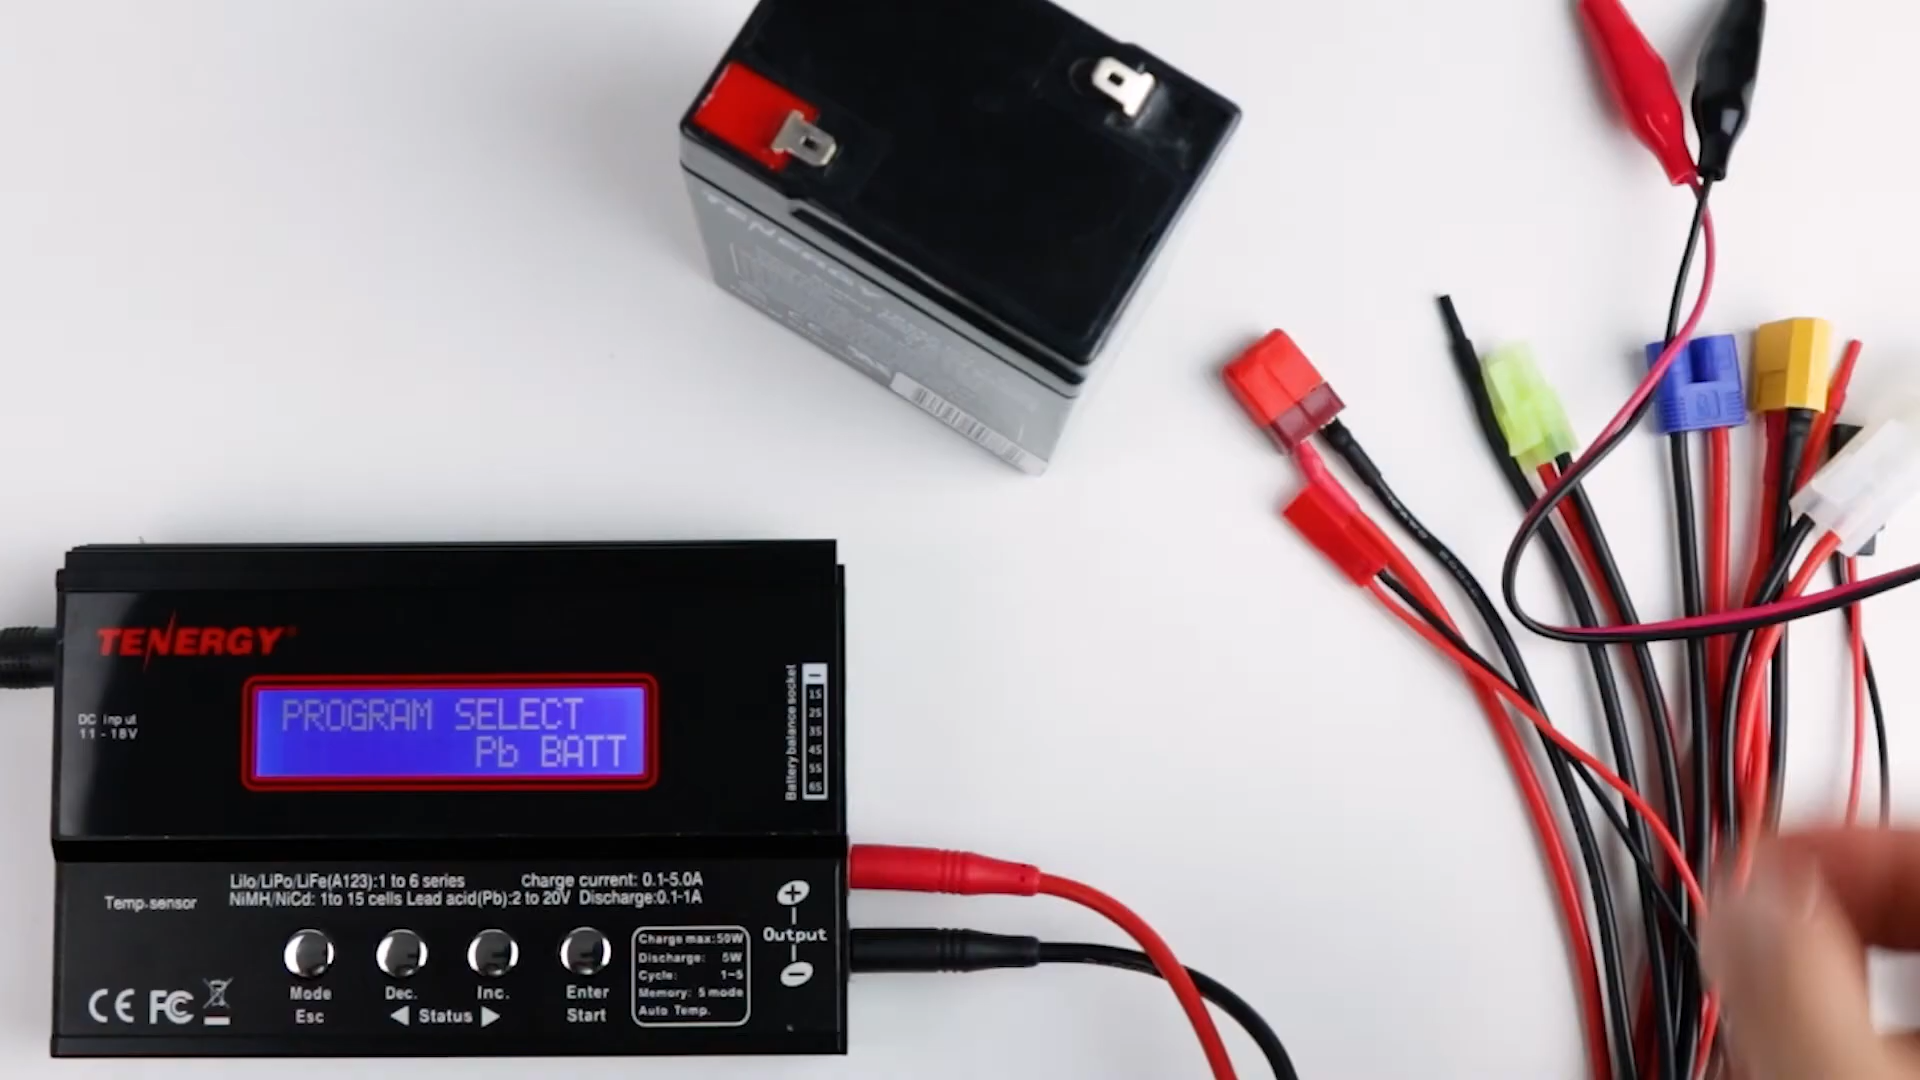 TENERGY
TENERGY®
PROGRAM SELECT
Pb BATT
DC Input
11-18V
Battery balance socket
1S
2S
3S
4S
5S
6S
LiIo/LiPo/LiFe(A123):1 to 6 series
Charge current: 0.1-5.0A
NiMH/NiCd: 1to 15 cells Lead acid(Pb):2 to 20V Discharge:0.1-1A
Temp.sensor
Charge max:50W
Discharge: 5W
Cycle: 1~5
Memory: 5 mode
Auto Temp.
+
Output
−
Mode
Dec.
Inc.
Enter
Esc
◀ Status ▶
Start
CE FC